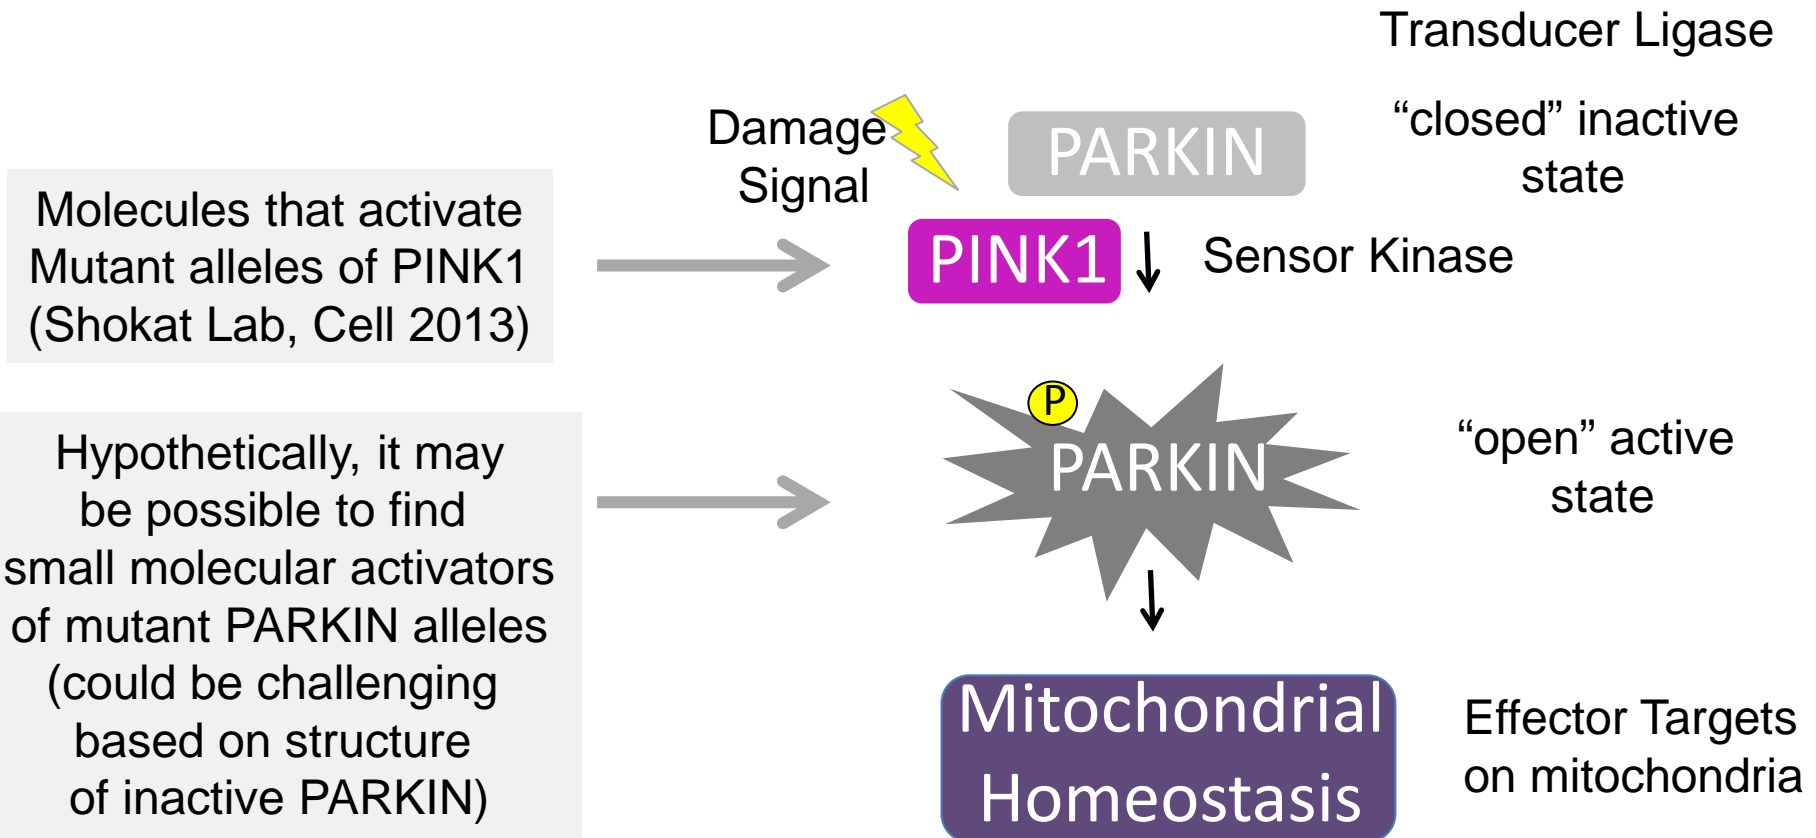 Transducer Ligase
Damage
Signal
PARKIN
“closed” inactive
state
Molecules that activate
Mutant alleles of PINK1
(Shokat Lab, Cell 2013)
PINK1
Sensor Kinase
Hypothetically, it may
be possible to find
small molecular activators
of mutant PARKIN alleles
(could be challenging
based on structure
of inactive PARKIN)
P
PARKIN
“open” active
state
Mitochondrial
Homeostasis
Effector Targets
on mitochondria